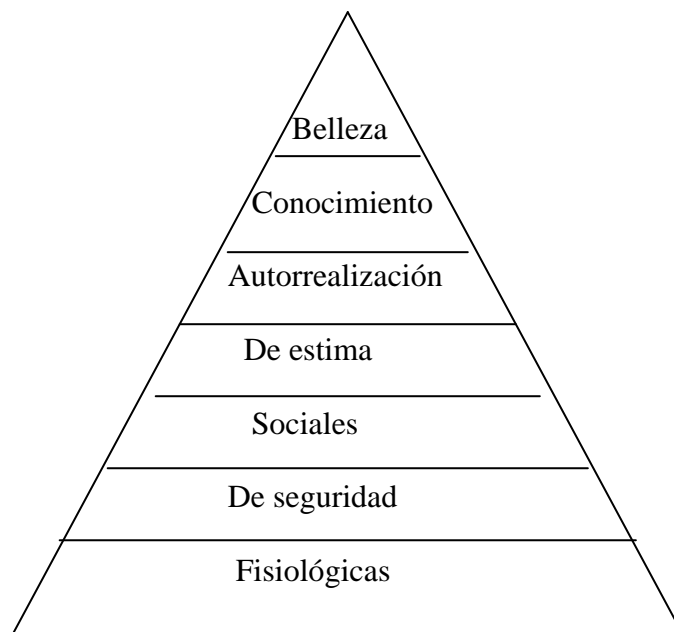 Belleza
Conocimiento
Autorrealización
De estima
Sociales
De seguridad
Fisiológicas